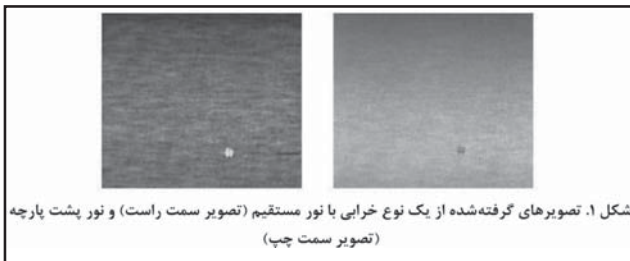 شکل ۱. تصویرهای گرفته‌شده از یک نوع خرابی با نور مستقیم (تصویر سمت راست) و نور پشت پارچه
(تصویر سمت چپ)